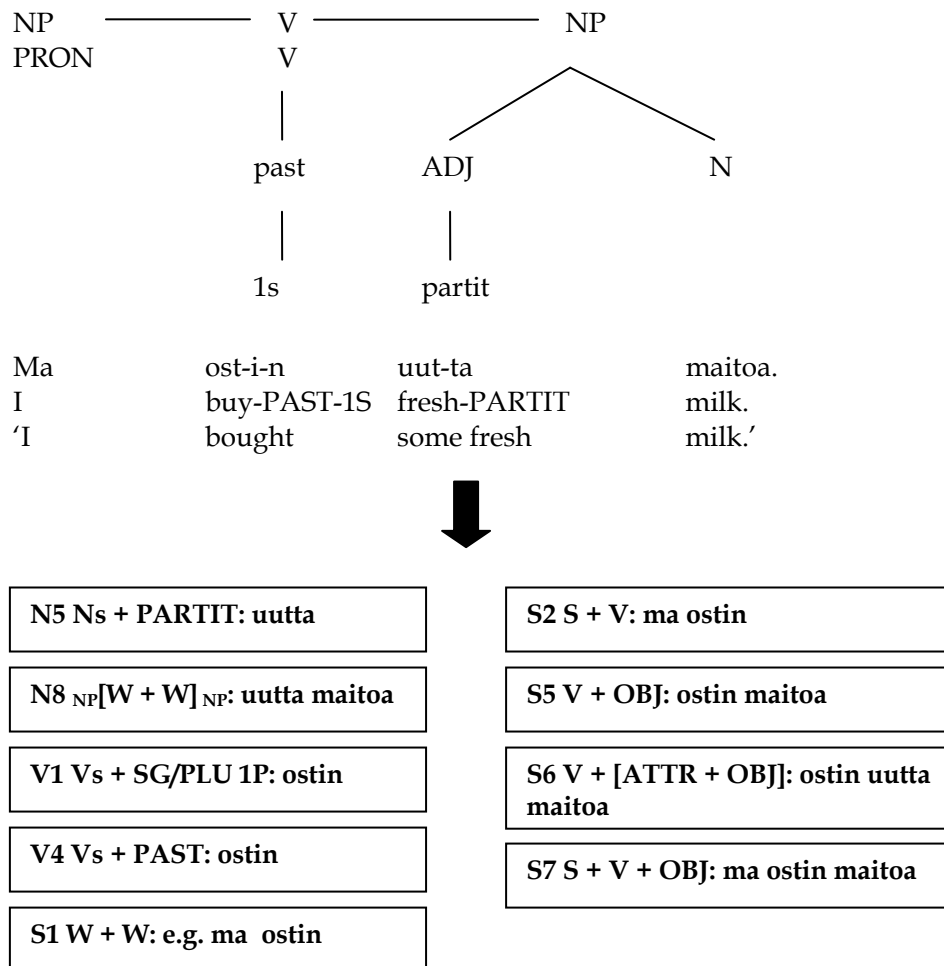 NP V NP
PRON V
past ADJ N
1s partit
Ma ost-i-n uut-ta maitoa.
I buy-PAST-1S fresh-PARTIT milk.
‘I bought some fresh milk.’
N5 Ns + PARTIT: uutta
N8 NP[W + W] NP: uutta maitoa
V1 Vs + SG/PLU 1P: ostin
V4 Vs + PAST: ostin
S1 W + W: e.g. ma ostin
S2 S + V: ma ostin
S5 V + OBJ: ostin maitoa
S6 V + [ATTR + OBJ]: ostin uutta
maitoa
S7 S + V + OBJ: ma ostin maitoa